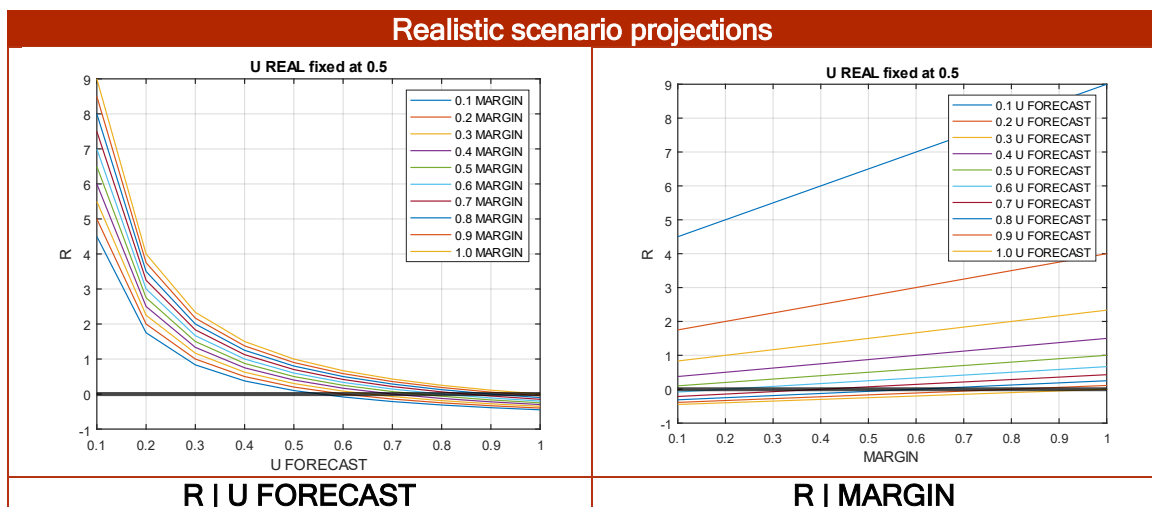 Realistic scenario projections
U REAL fixed at 0.5
R
9
8
7
6
5
4
3
2
1
0
-1
0.1 MARGIN
0.2 MARGIN
0.3 MARGIN
0.4 MARGIN
0.5 MARGIN
0.6 MARGIN
0.7 MARGIN
0.8 MARGIN
0.9 MARGIN
1.0 MARGIN
0.1 0.2 0.3 0.4 0.5 0.6 0.7 0.8 0.9 1
U FORECAST
R | U FORECAST
U REAL fixed at 0.5
R
9
8
7
6
5
4
3
2
1
0
-1
0.1 U FORECAST
0.2 U FORECAST
0.3 U FORECAST
0.4 U FORECAST
0.5 U FORECAST
0.6 U FORECAST
0.7 U FORECAST
0.8 U FORECAST
0.9 U FORECAST
1.0 U FORECAST
0.1 0.2 0.3 0.4 0.5 0.6 0.7 0.8 0.9 1
MARGIN
R | MARGIN